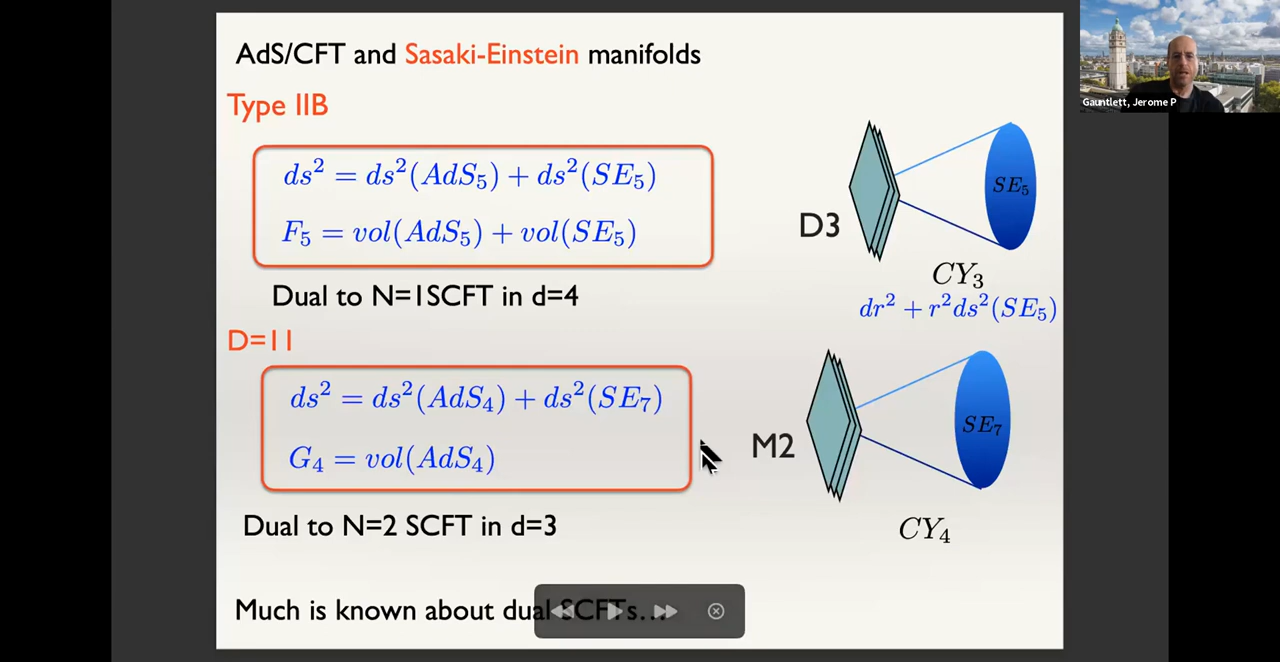 AdS/CFT and Sasaki-Einstein manifolds
Type IIB
ds² = ds²(AdS₅) + ds²(SE₅)
F₅ = vol(AdS₅) + vol(SE₅)
Dual to N=1SCFT in d=4
D3
SE₅
CY₃
dr² + r²ds²(SE₅)
D=11
ds² = ds²(AdS₄) + ds²(SE₇)
G₄ = vol(AdS₄)
Dual to N=2 SCFT in d=3
M2
SE₇
CY₄
Much is known about dual SCFTs...
Gauntlett, Jerome P